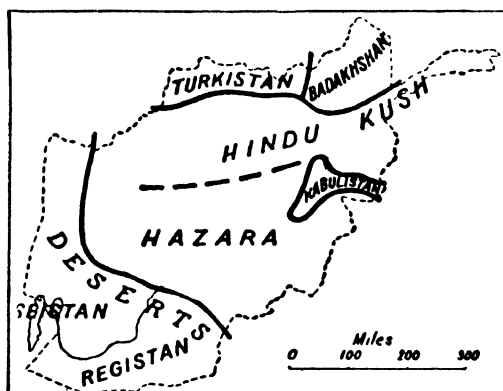 TURKISTAN
BADAKHSHAN
HINDU KUSH
KABULISTAN
HAZARA
DESERTS
SEISTAN
REGISTAN
Miles
0 100 200 300